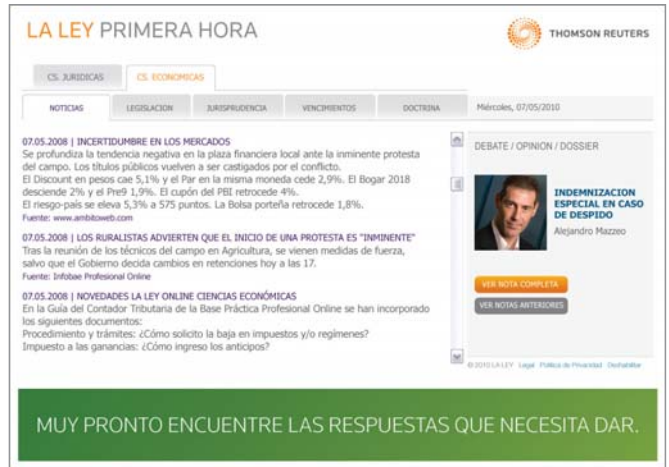 LA LEY PRIMERA HORA
THOMSON REUTERS
CS. JURIDICAS
CS. ECONOMICAS
NOTICIAS
LEGISLACION
JURISPRUDENCIA
VENCIMIENTOS
DOCTRINA
Miércoles, 07/05/2010
07.05.2008 | INCERTIDUMBRE EN LOS MERCADOS
Se profundiza la tendencia negativa en la plaza financiera local ante la inminente protesta
del campo. Los títulos públicos vuelven a ser castigados por el conflicto.
El Discount en pesos cae 5,1% y el Par en la misma moneda cede 2,9%. El Bogar 2018
desciende 2% y el Pre9 1,9%. El cupón del PBI retrocede 4%.
El riesgo-país se eleva 5,3% a 575 puntos. La Bolsa porteña retrocede 1,8%.
Fuente: www.ambitoweb.com
07.05.2008 | LOS RURALISTAS ADVIERTEN QUE EL INICIO DE UNA PROTESTA ES "INMINENTE"
Tras la reunión de los técnicos del campo en Agricultura, se vienen medidas de fuerza,
salvo que el Gobierno decida cambios en retenciones hoy a las 17.
Fuente: Infobae Profesional Online
07.05.2008 | NOVEDADES LA LEY ONLINE CIENCIAS ECONÓMICAS
En la Guía del Contador Tributaria de la Base Práctica Profesional Online se han incorporado
los siguientes documentos:
Procedimiento y trámites: ¿Cómo solicito la baja en impuestos y/o regímenes?
Impuesto a las ganancias: ¿Cómo ingreso los anticipos?
DEBATE / OPINION / DOSSIER
INDEMNIZACION
ESPECIAL EN CASO
DE DESPIDO
Alejandro Mazzeo
VER NOTA COMPLETA
VER NOTAS ANTERIORES
© 2010 LA LEY Legal Politica de Privacidad Deshabilitar
MUY PRONTO ENCUENTRE LAS RESPUESTAS QUE NECESITA DAR.